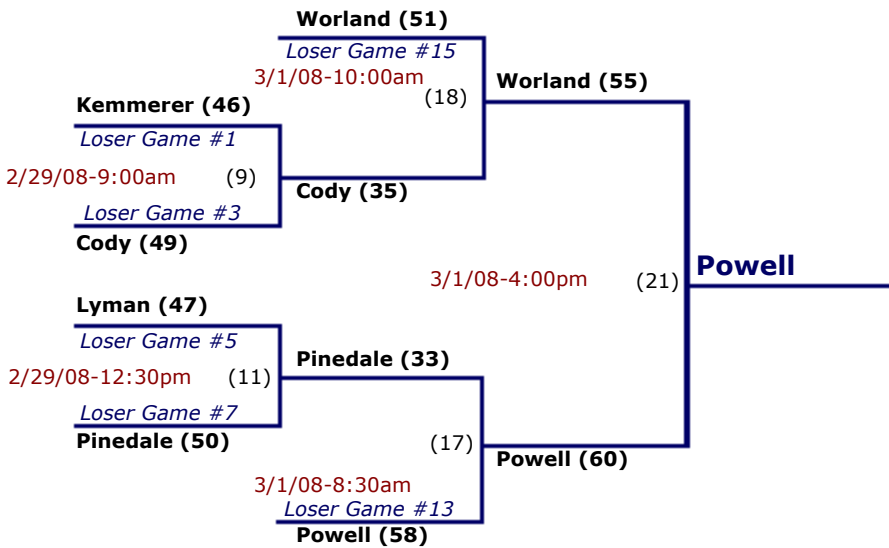 Worland (51)
Loser Game #15
3/1/08-10:00am
(18)
Worland (55)
Kemmerer (46)
Loser Game #1
2/29/08-9:00am (9)
Cody (35)
Loser Game #3
Cody (49)
3/1/08-4:00pm (21)
Powell
Lyman (47)
Loser Game #5
Pinedale (33)
2/29/08-12:30pm (11)
Loser Game #7
Pinedale (50)
(17)
Powell (60)
3/1/08-8:30am
Loser Game #13
Powell (58)